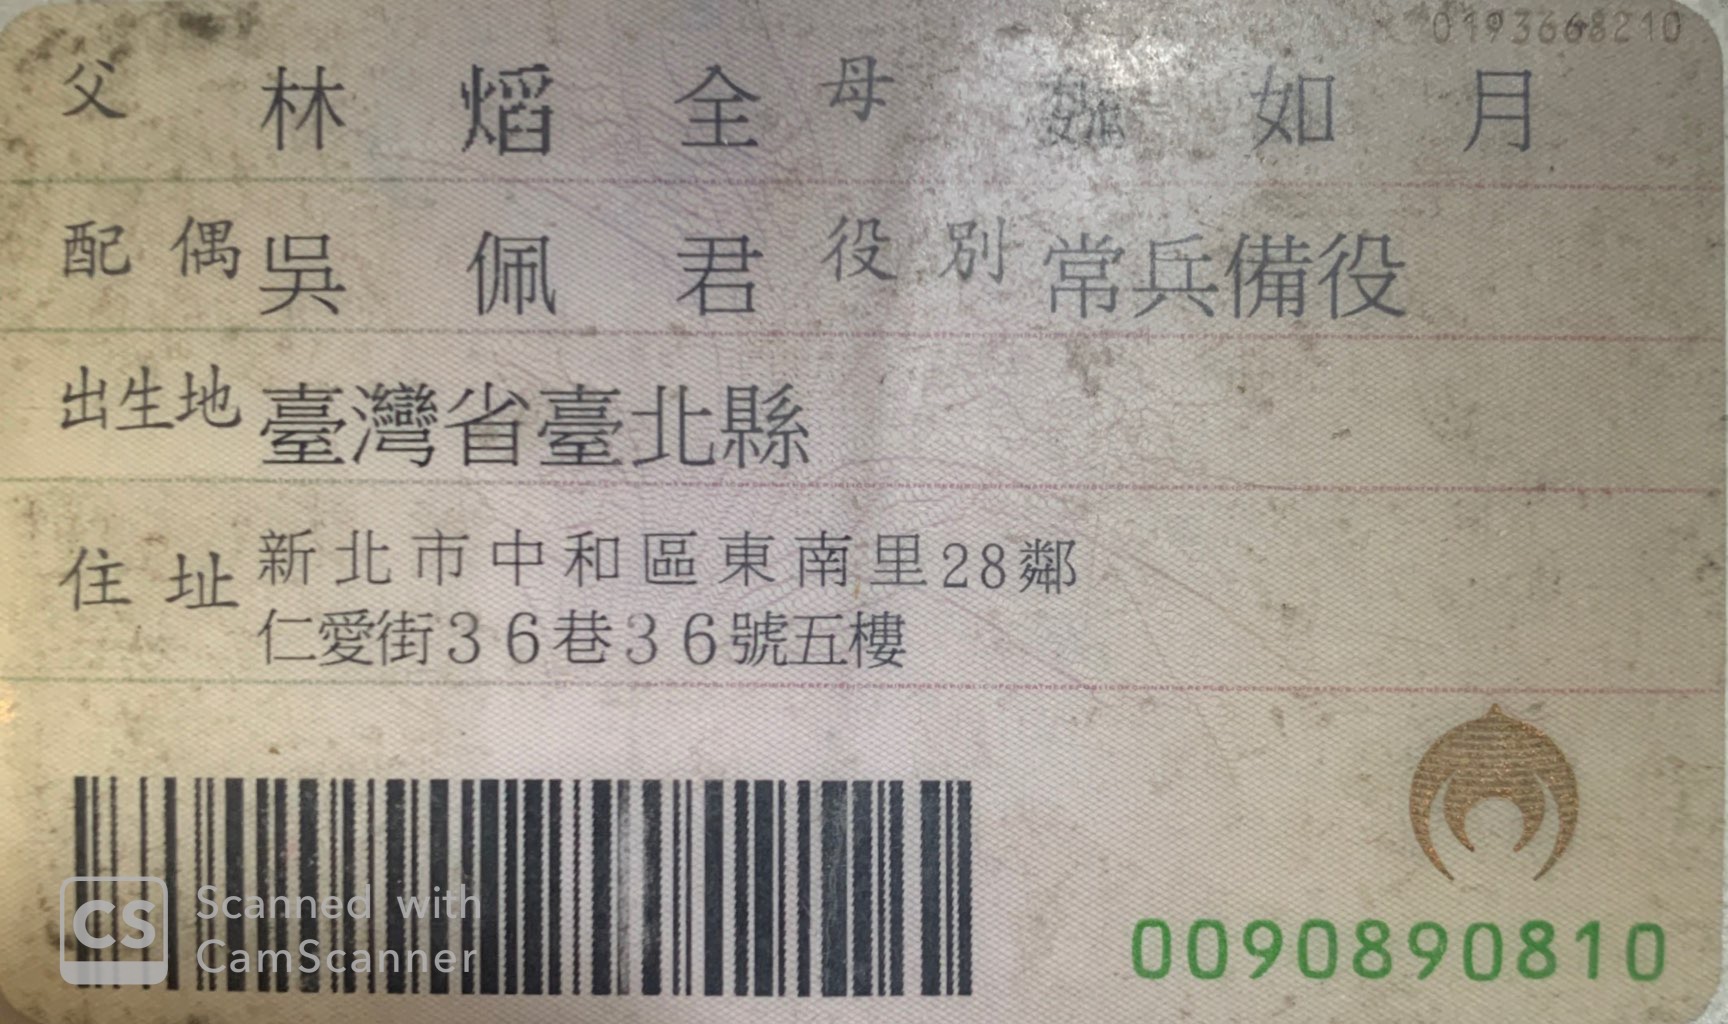 0193668210
父 林熖全 母 如月
配偶 吳佩君 役別 常兵備役
出生地 臺灣省臺北縣
住址 新北市中和區東南里28鄰
仁愛街36巷36號五樓
CS Scanned with
CamScanner
0090890810